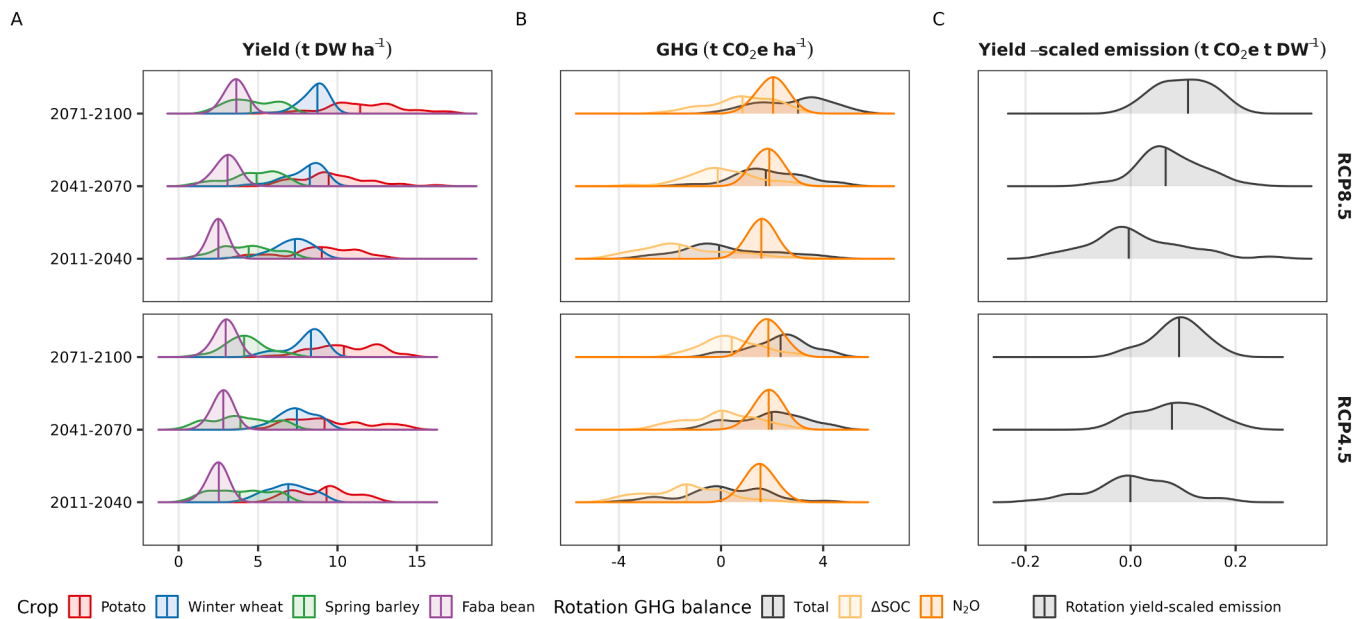 A
B
C
Yield (t DW ha⁻¹)
GHG (t CO₂e ha⁻¹)
Yield –scaled emission (t CO₂e t DW⁻¹)
2071-2100
2041-2070
2011-2040
RCP8.5
2071-2100
2041-2070
2011-2040
RCP4.5
0 5 10 15
-4 0 4
-0.2 0.0 0.2
Crop Potato Winter wheat Spring barley Faba bean Rotation GHG balance Total ΔSOC N₂O Rotation yield-scaled emission